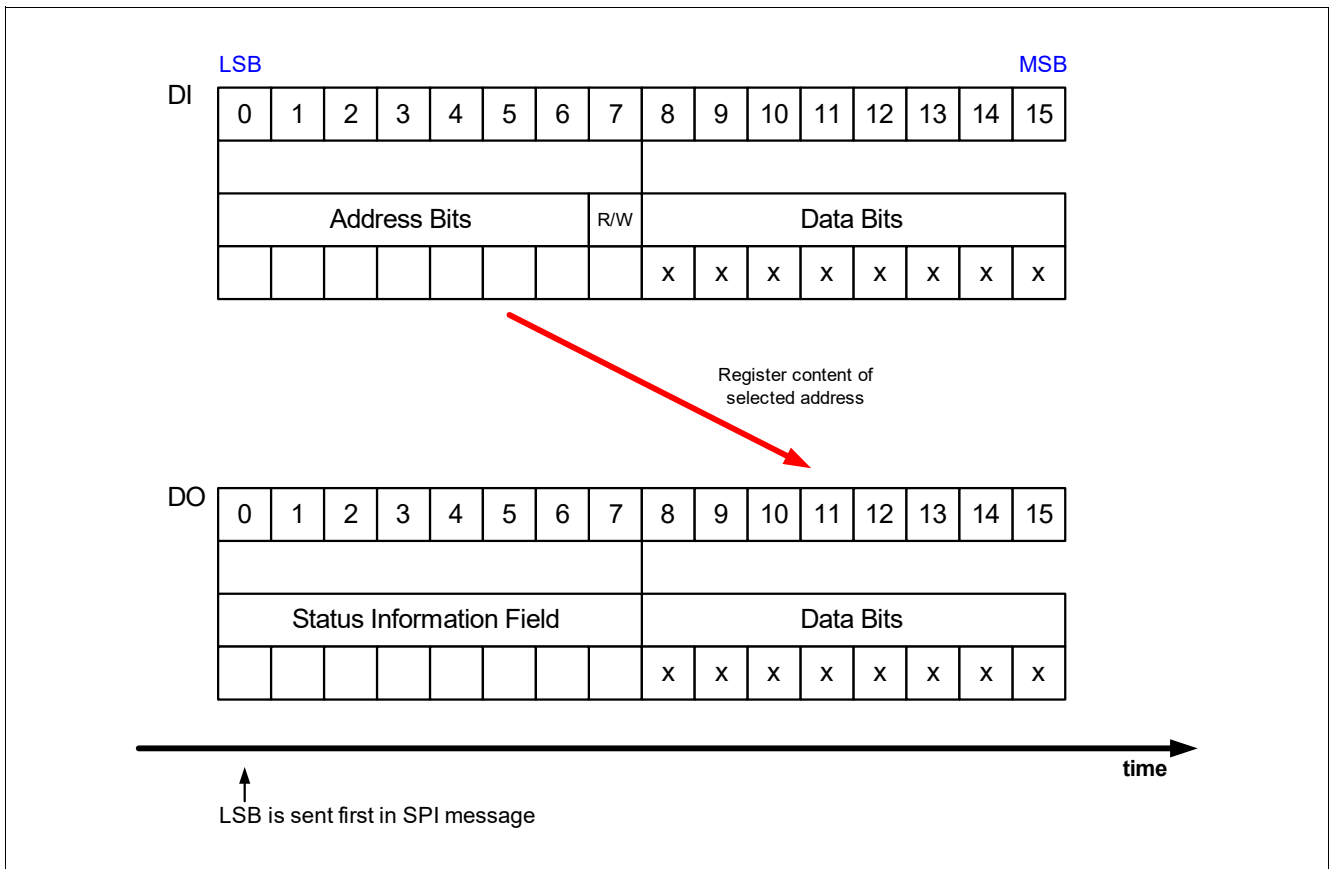 LSB MSB
DI
0 1 2 3 4 5 6 7 8 9 10 11 12 13 14 15
Address Bits R/W Data Bits
x x x x x x x x
Register content of
selected address
DO
0 1 2 3 4 5 6 7 8 9 10 11 12 13 14 15
Status Information Field Data Bits
x x x x x x x x
time
LSB is sent first in SPI message